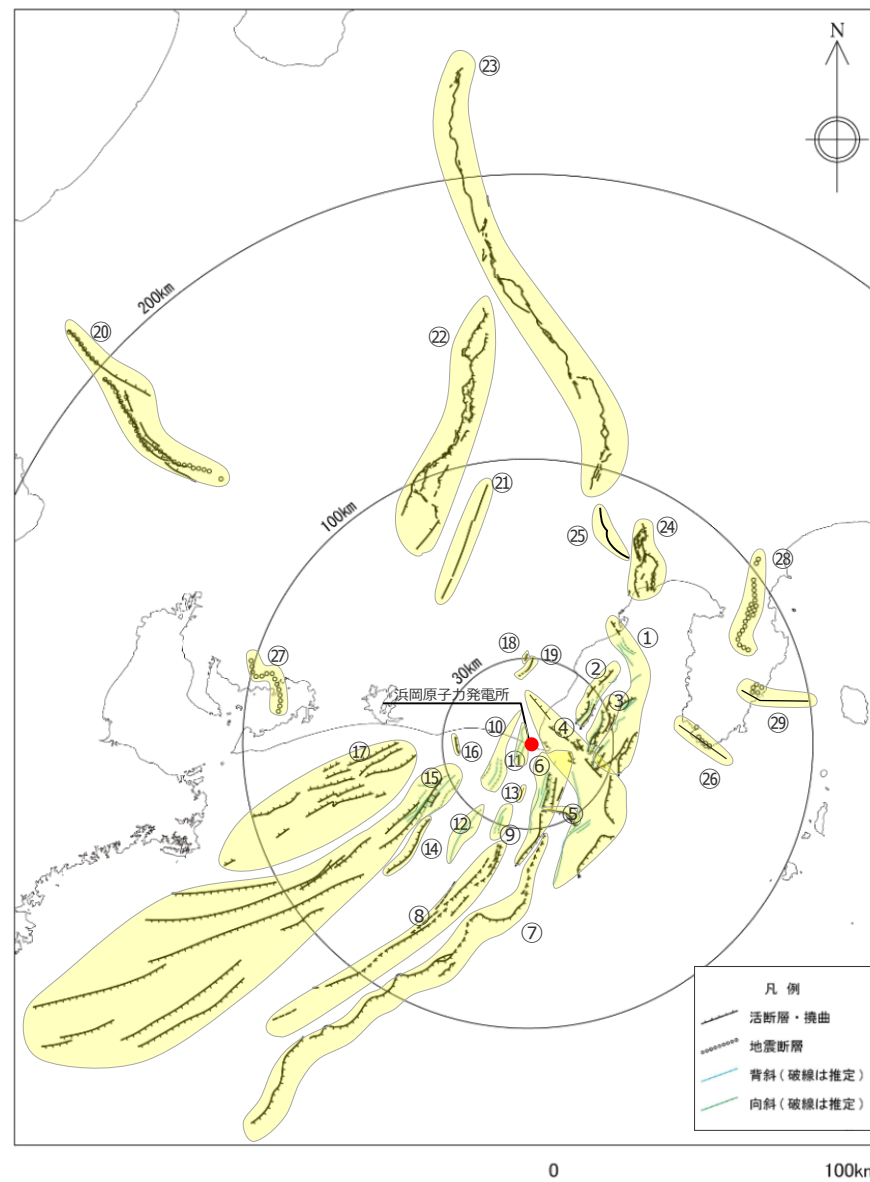 N
㉓
200km
⑳
㉒
㉑
100km
㉕
㉔
㉘
①
⑱
⑲
30km
②
㉗
③
浜岡原子力発電所
㉙
⑩
④
⑰
⑯
⑪
㉖
⑥
⑮
⑬
⑤
⑫
⑨
⑭
⑧
⑦
凡 例
活断層・撓曲
地震断層
背斜(破線は推定)
向斜(破線は推定)
0
100km